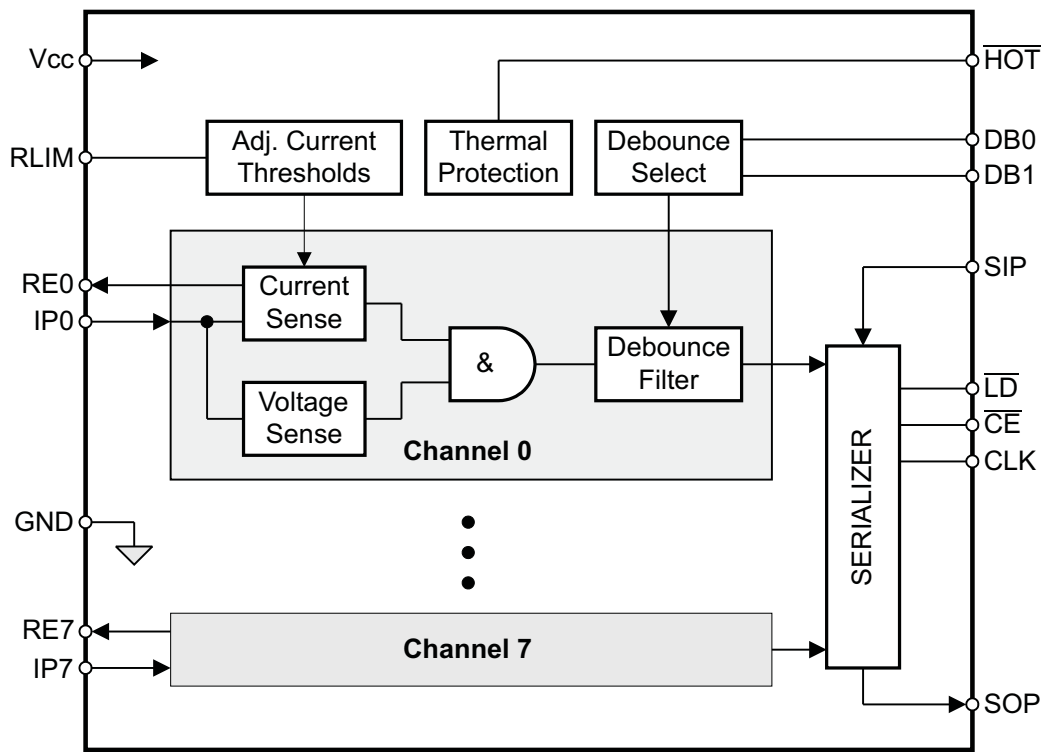 Vcc
HOT
RLIM
Adj. Current
Thresholds
Thermal
Protection
Debounce
Select
DB0
DB1
RE0
IP0
Current
Sense
SIP
&
Debounce
Filter
Voltage
Sense
LD
CE
CLK
Channel 0
SERIALIZER
GND
RE7
IP7
Channel 7
SOP